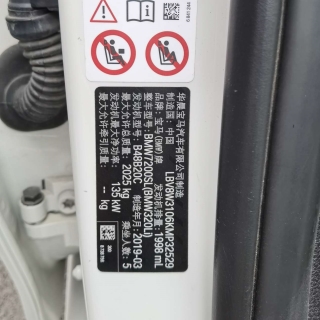 华晨宝马汽车有限公司制造
制造国：中国
品牌：宝马(BMW)牌
整车型号：BMW7200CSL(BMW320Li)
发动机型号：B48B20C
最大允许总质量：2025 kg
发动机最大净功率：135 kW
最大允许牵引质量：-- kg
LBV8W3106KMP32529
发动机排量：1998 mL
制造年月：2019-03
乘坐人数：5